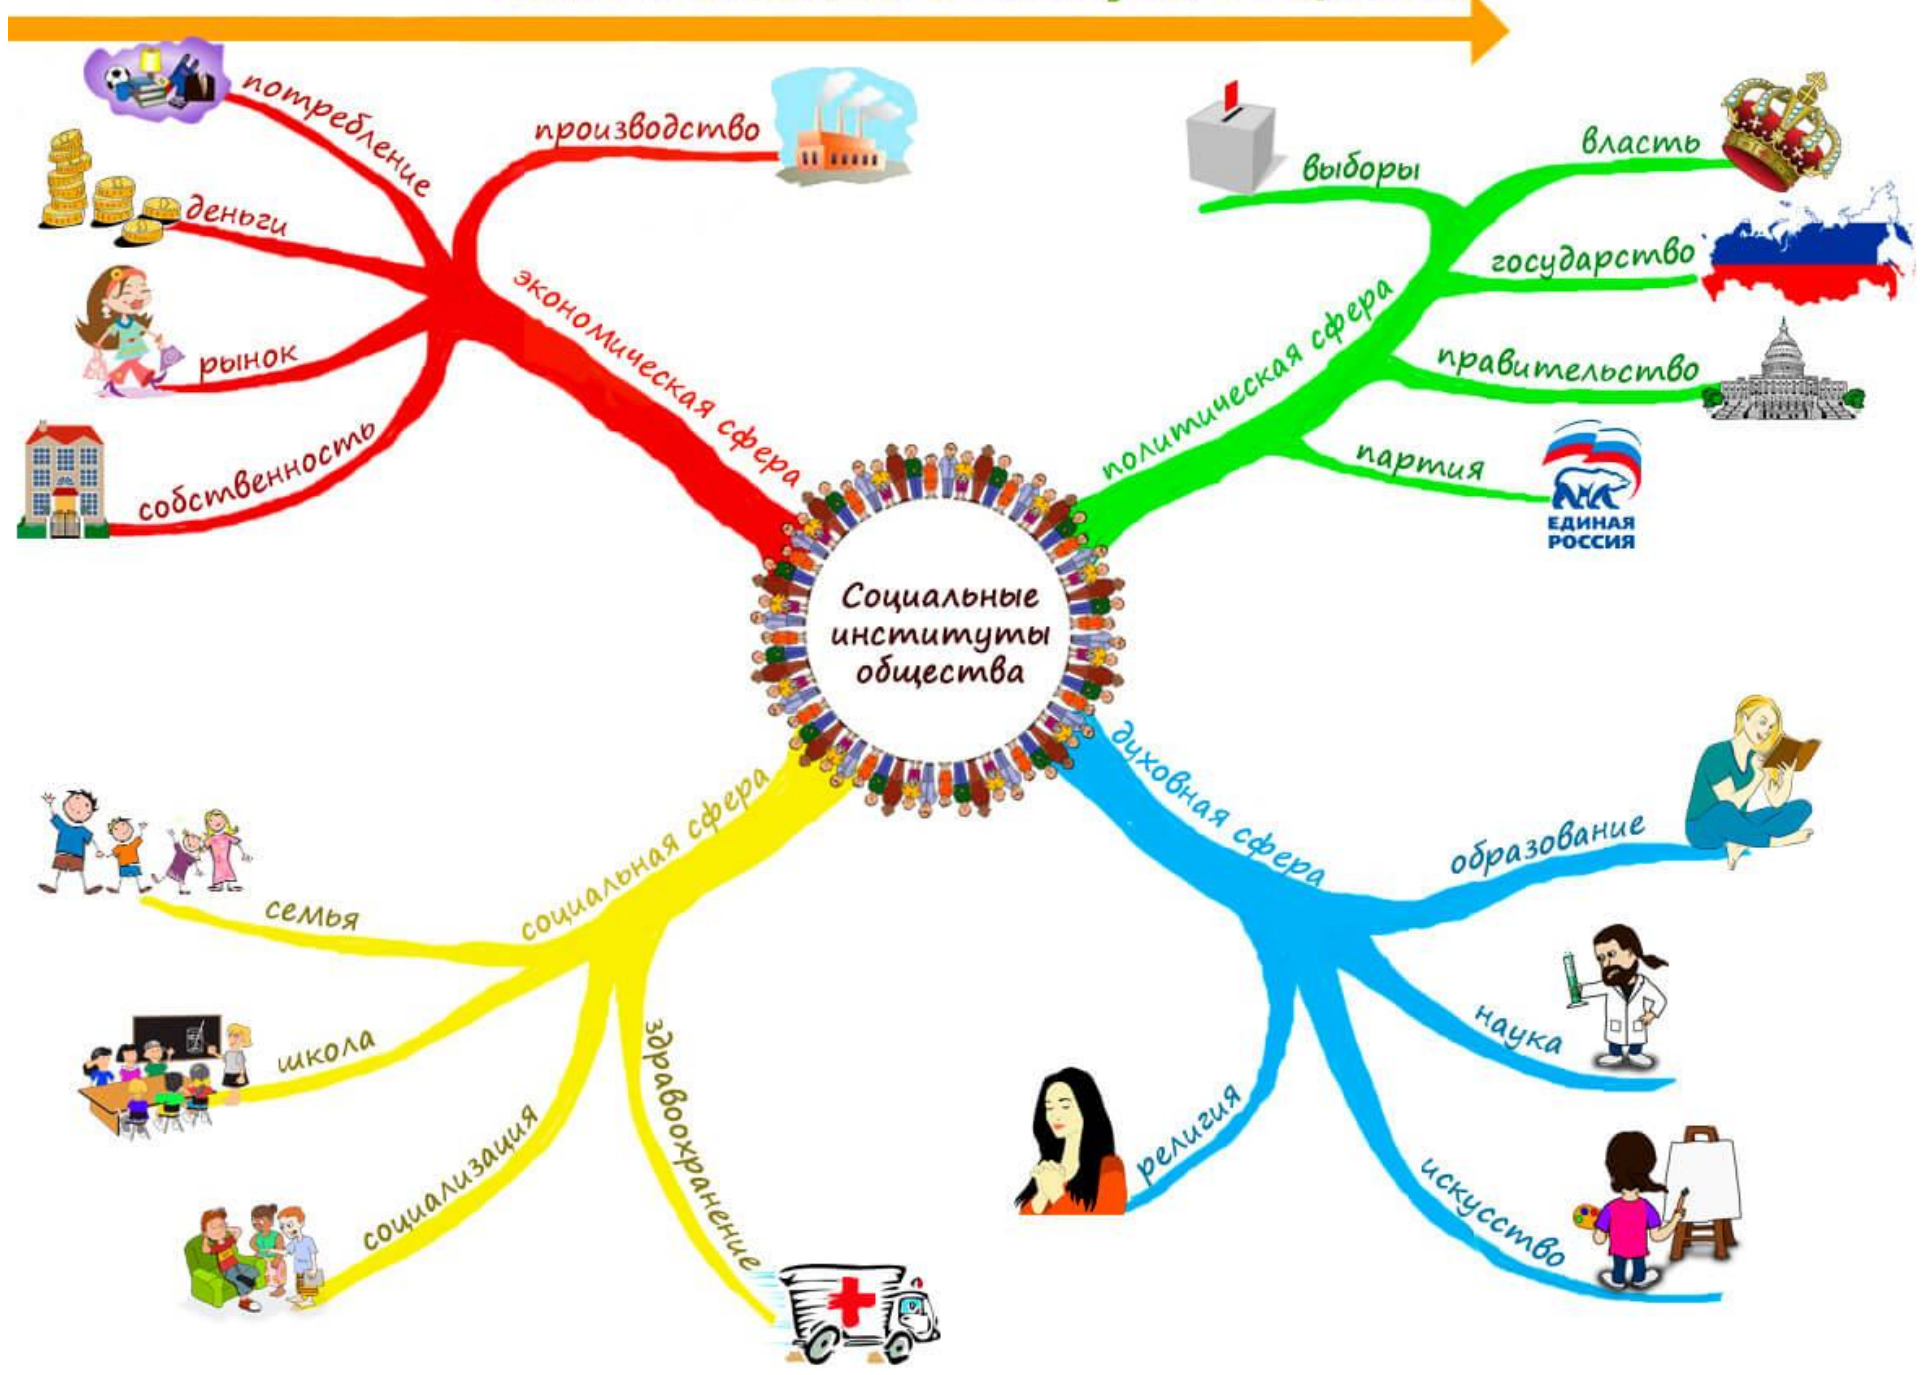 потребление
производство
деньги
рынок
собственность
экономическая сфера
выборы
власть
государство
правительство
партия
ЕДИНАЯ
РОССИЯ
политическая сфера
Социальные
институты
общества
социальная сфера
семья
школа
социализация
здравоохранение
духовная сфера
образование
наука
искусство
религия